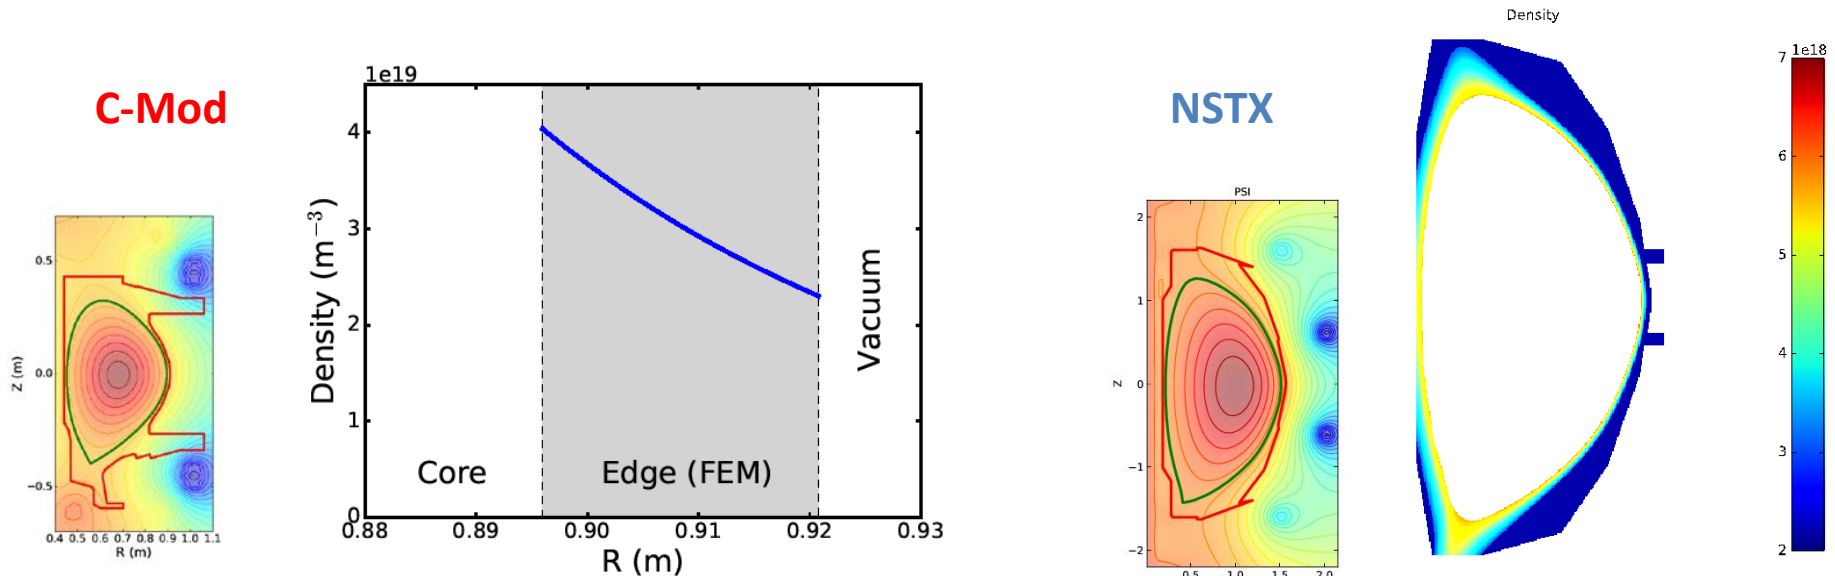 C-Mod
0.5
0.0
−0.5
Z (m)
0.4 0.5 0.6 0.7 0.8 0.9 1.0 1.1
R (m)
1e19
4
3
2
1
0
Density (m⁻³)
Core
Edge (FEM)
Vacuum
0.88 0.89 0.90 0.91 0.92 0.93
R (m)
NSTX
PSI
2
1
0
−1
−2
Z
0.5 1.0 1.5 2.0
Density
1e18
7
6
5
4
3
2